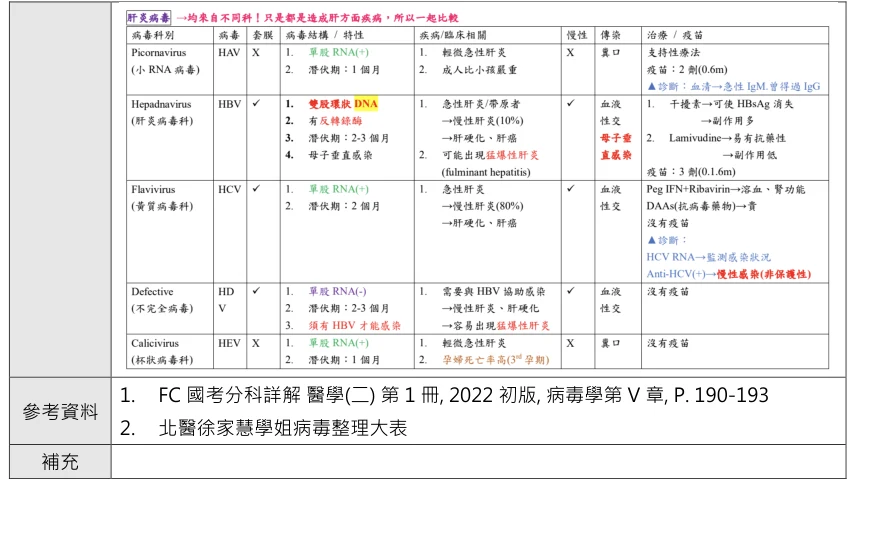 肝炎病毒 →均來自不同科！只是都是造成肝方面疾病，所以一起比較
病毒科別 病毒 套膜 病毒結構 / 特性 疾病/臨床相關 慢性 傳染 治療 / 疫苗
Picornavirus HAV X 1. 單股 RNA(+) 1. 輕微急性肝炎 X 糞口 支持性療法
(小 RNA 病毒) 2. 潛伏期：1 個月 2. 成人比小孩嚴重 疫苗：2 劑(0.6m)
▲診斷：血清→急性 IgM.曾得過 IgG
Hepadnavirus HBV ✓ 1. 雙股環狀 DNA 1. 急性肝炎/帶原者 ✓ 血液 1. 干擾素→可使 HBsAg 消失
(肝炎病毒科) 2. 有反轉錄酶 →慢性肝炎(10%) 性交 →副作用多
3. 潛伏期：2-3 個月 →肝硬化、肝癌 母子垂 2. Lamivudine→易有抗藥性
4. 母子垂直感染 2. 可能出現猛爆性肝炎 直感染 →副作用低
(fulminant hepatitis) 疫苗：3 劑(0.1.6m)
Flavivirus HCV ✓ 1. 單股 RNA(+) 1. 急性肝炎 ✓ 血液 Peg IFN+Ribavirin→溶血、腎功能
(黃質病毒科) 2. 潛伏期：2 個月 →慢性肝炎(80%) 性交 DAAs(抗病毒藥物)→貴
→肝硬化、肝癌 沒有疫苗
▲診斷：
HCV RNA→監測感染狀況
Anti-HCV(+)→慢性感染(非保護性)
Defective HD ✓ 1. 單股 RNA(-) 1. 需要與 HBV 協助感染 ✓ 血液 沒有疫苗
(不完全病毒) V 2. 潛伏期：2-3 個月 →慢性肝炎、肝硬化 性交
3. 須有 HBV 才能感染 →容易出現猛爆性肝炎
Calicivirus HEV X 1. 單股 RNA(+) 1. 輕微急性肝炎 X 糞口 沒有疫苗
(杯狀病毒科) 2. 潛伏期：1 個月 2. 孕婦死亡率高(3rd 孕期)
參考資料 1. FC 國考分科詳解 醫學(二) 第 1 冊, 2022 初版, 病毒學第 V 章, P. 190-193
2. 北醫徐家慧學姐病毒整理大表
補充